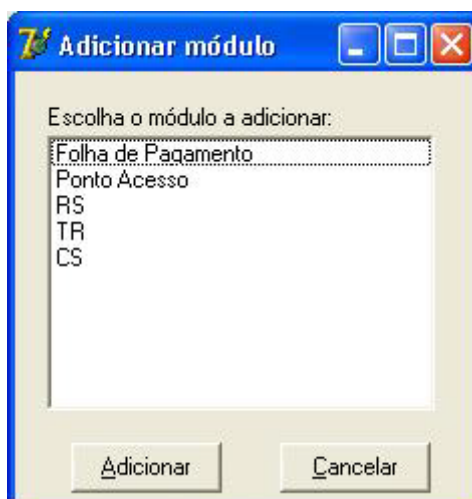 Adicionar módulo
Escolha o módulo a adicionar:
Folha de Pagamento
Ponto Acesso
RS
TR
CS
Adicionar Cancelar